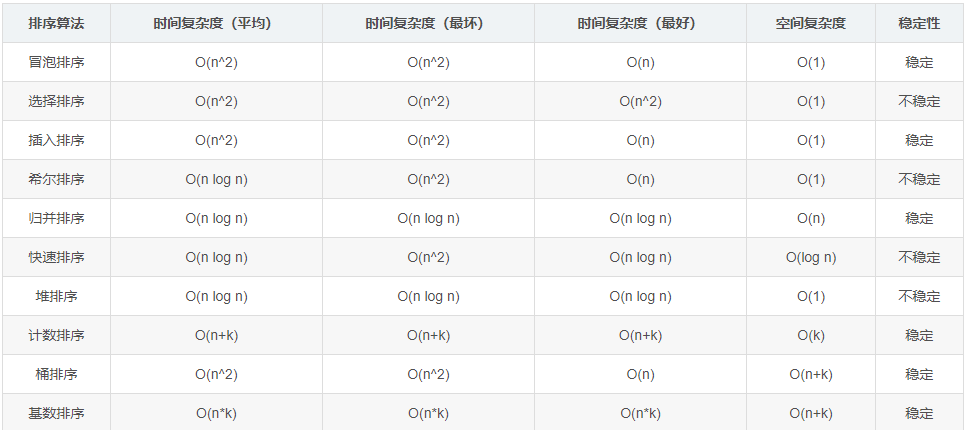 排序算法 时间复杂度（平均） 时间复杂度（最坏） 时间复杂度（最好） 空间复杂度 稳定性
冒泡排序 O(n^2) O(n^2) O(n) O(1) 稳定
选择排序 O(n^2) O(n^2) O(n^2) O(1) 不稳定
插入排序 O(n^2) O(n^2) O(n) O(1) 稳定
希尔排序 O(n log n) O(n^2) O(n) O(1) 不稳定
归并排序 O(n log n) O(n log n) O(n log n) O(n) 稳定
快速排序 O(n log n) O(n^2) O(n log n) O(log n) 不稳定
堆排序 O(n log n) O(n log n) O(n log n) O(1) 不稳定
计数排序 O(n+k) O(n+k) O(n+k) O(k) 稳定
桶排序 O(n^2) O(n^2) O(n) O(n+k) 稳定
基数排序 O(n*k) O(n*k) O(n*k) O(n+k) 稳定